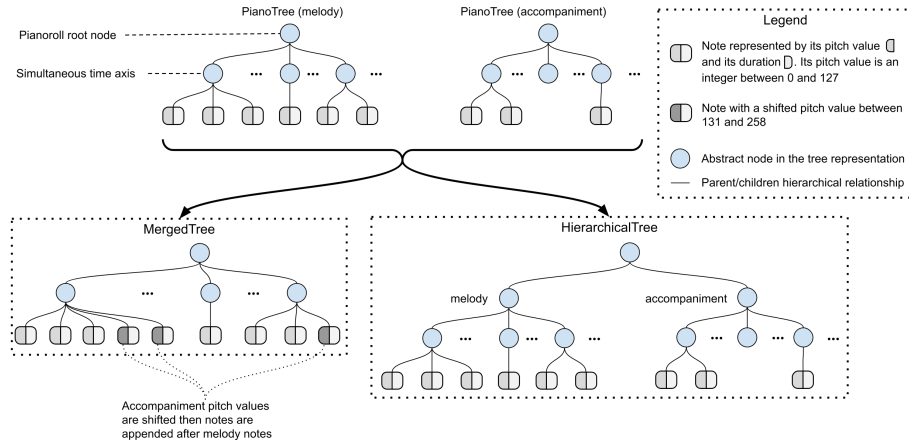 PianoTree (melody)
PianoTree (accompaniment)
Pianoroll root node
Simultaneous time axis
...
...
...
...
...
...
Legend
Note represented by its pitch value
and its duration . Its pitch value is an
integer between 0 and 127
Note with a shifted pitch value between
131 and 258
Abstract node in the tree representation
Parent/children hierarchical relationship
MergedTree
...
...
Accompaniment pitch values
are shifted then notes are
appended after melody notes
HierarchicalTree
melody
accompaniment
...
...
...
...
...